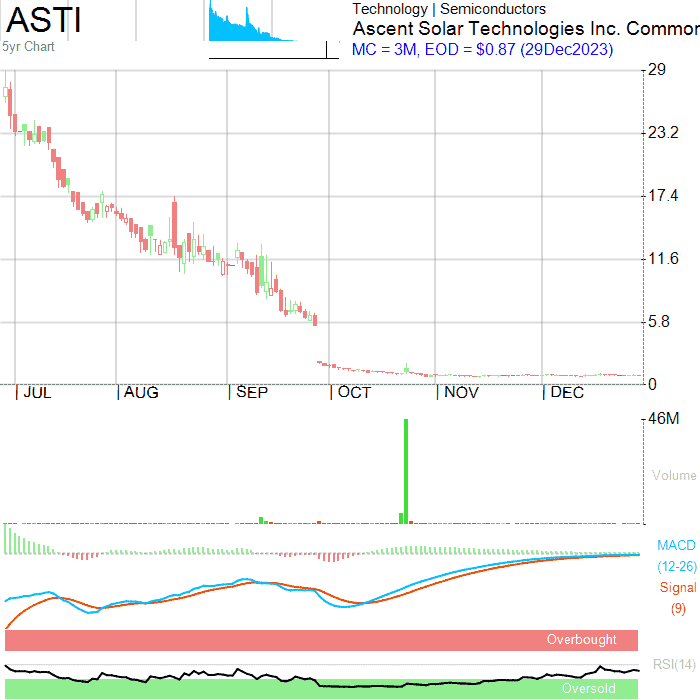 ASTI
5yr Chart
Technology | Semiconductors
Ascent Solar Technologies Inc. Common
MC = 3M, EOD = $0.87 (29Dec2023)
29
23.2
17.4
11.6
5.8
0
JUL AUG SEP OCT NOV DEC
46M
Volume
MACD
(12-26)
Signal
(9)
Overbought
RSI(14)
Oversold